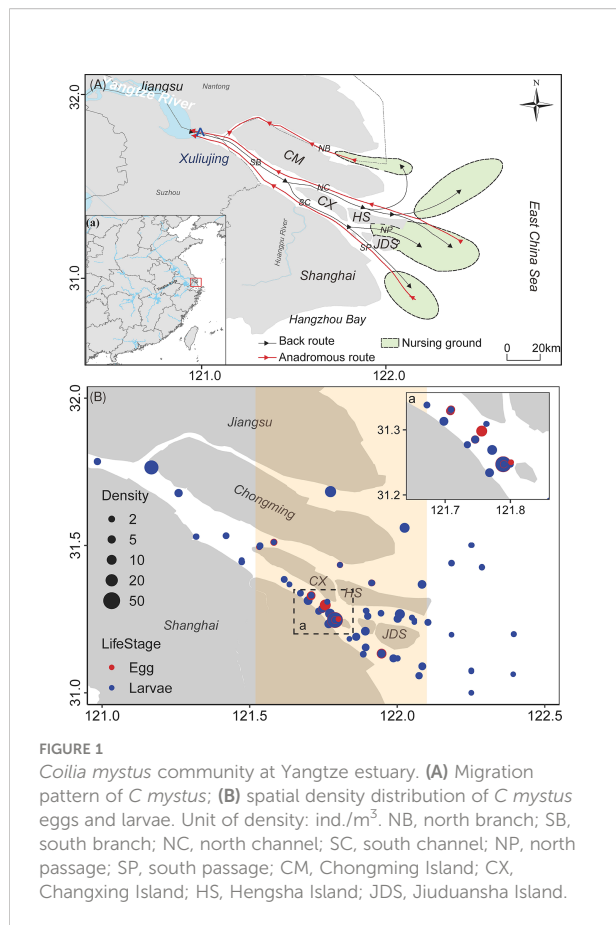 (A)
Jiangsu
Nantong
N
32.0
Yangtze River
A
Xuliujing
NB
CM
SB
NC
Suzhou
SC
CX
HS
NP
JDS
SP
(a)
Huangpu River
East China Sea
31.0
Shanghai
Hangzhou Bay
Back route
Nursing ground
Anadromous route
0 20km
121.0
122.0
32.0
(B)
a
Jiangsu
31.3
31.2
121.7
121.8
Density
2
5
10
20
50
Chongming
31.5
CX
HS
a
JDS
Shanghai
LifeStage
Egg
Larvae
31.0
121.0
121.5
122.0
122.5
FIGURE 1
Coilia mystus community at Yangtze estuary. (A) Migration
pattern of C mystus; (B) spatial density distribution of C mystus
eggs and larvae. Unit of density: ind./m³. NB, north branch; SB,
south branch; NC, north channel; SC, south channel; NP, north
passage; SP, south passage; CM, Chongming Island; CX,
Changxing Island; HS, Hengsha Island; JDS, Jiuduansha Island.